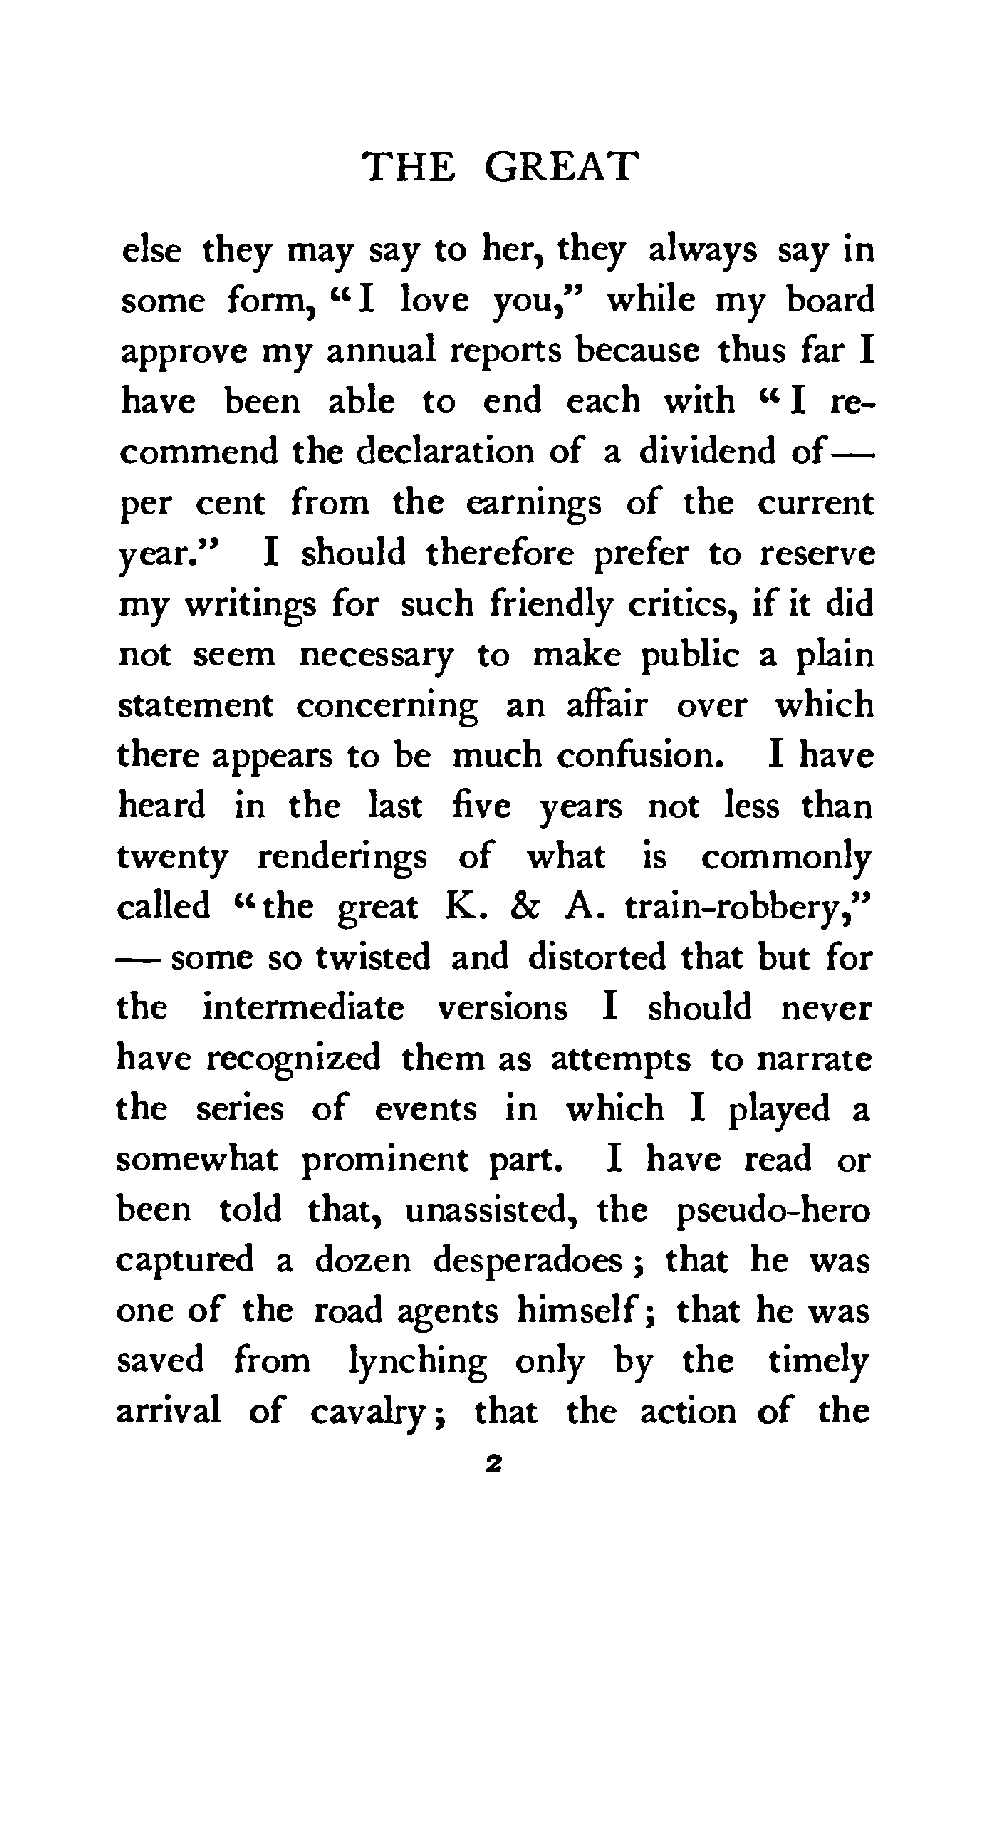 THE GREAT
else they may say to her, they always say in
some form, “I love you,” while my board
approve my annual reports because thus far I
have been able to end each with “I re-
commend the declaration of a dividend of—
per cent from the earnings of the current
year.” I should therefore prefer to reserve
my writings for such friendly critics, if it did
not seem necessary to make public a plain
statement concerning an affair over which
there appears to be much confusion. I have
heard in the last five years not less than
twenty renderings of what is commonly
called “the great K. & A. train-robbery,”
— some so twisted and distorted that but for
the intermediate versions I should never
have recognized them as attempts to narrate
the series of events in which I played a
somewhat prominent part. I have read or
been told that, unassisted, the pseudo-hero
captured a dozen desperadoes; that he was
one of the road agents himself; that he was
saved from lynching only by the timely
arrival of cavalry; that the action of the
2